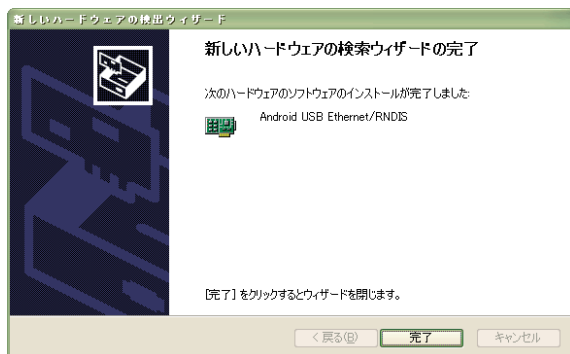 新しいハードウェアの検出ウィザード
新しいハードウェアの検索ウィザードの完了
次のハードウェアのソフトウェアのインストールが完了しました:
Android USB Ethernet/RNDIS
[完了] をクリックするとウィザードを閉じます。
< 戻る(B)
完了
キャンセル